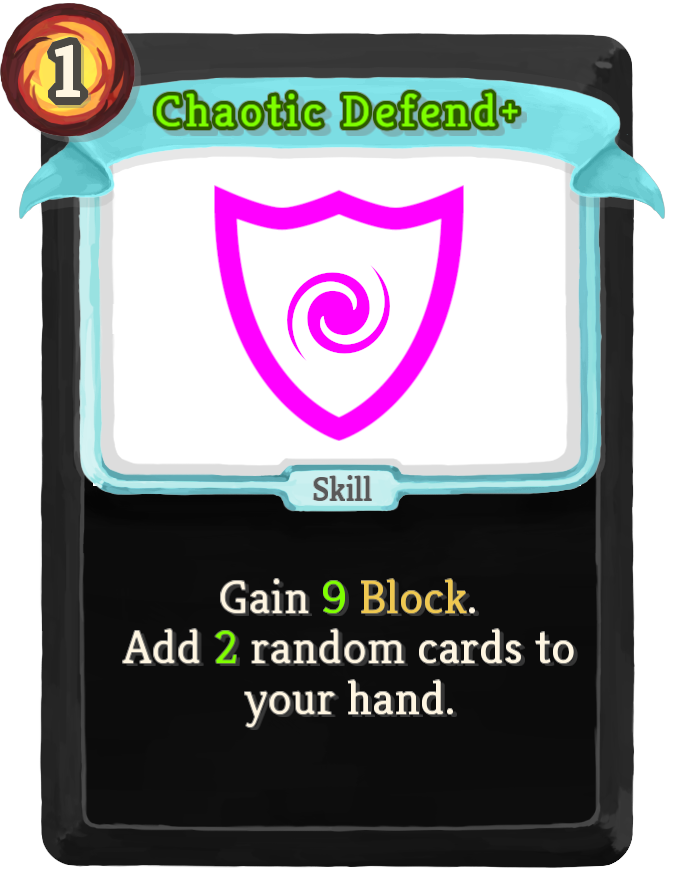 1
Chaotic Defend+
Skill
Gain 9 Block.
Add 2 random cards to
your hand.